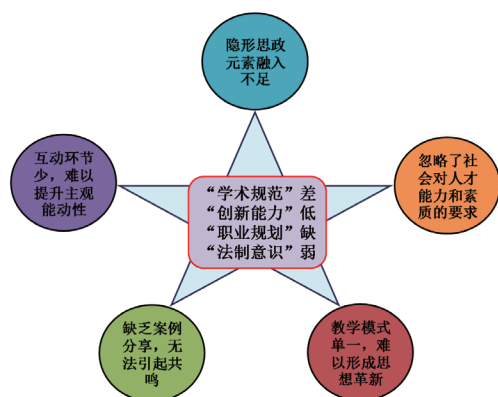 隐形思政
元素融入
不足
互动环节
少，难以
提升主观
能动性
忽略了社
会对人才
能力和素
质的要求
“学术规范”差
“创新能力”低
“职业规划”缺
“法制意识”弱
缺乏案例
分享，无
法引起共
鸣
教学模式
单一，难
以形成思
想革新